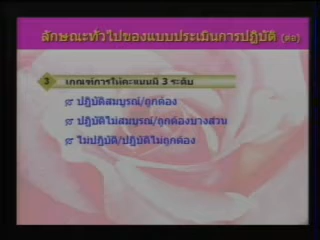 ลักษณะทั่วไปของแบบประเมินการปฏิบัติ (ต่อ)
3 เกณฑ์การให้คะแนนมี 3 ระดับ
ปฏิบัติสมบูรณ์/ถูกต้อง
ปฏิบัติไม่สมบูรณ์/ถูกต้องบางส่วน
ไม่ปฏิบัติ/ปฏิบัติไม่ถูกต้อง